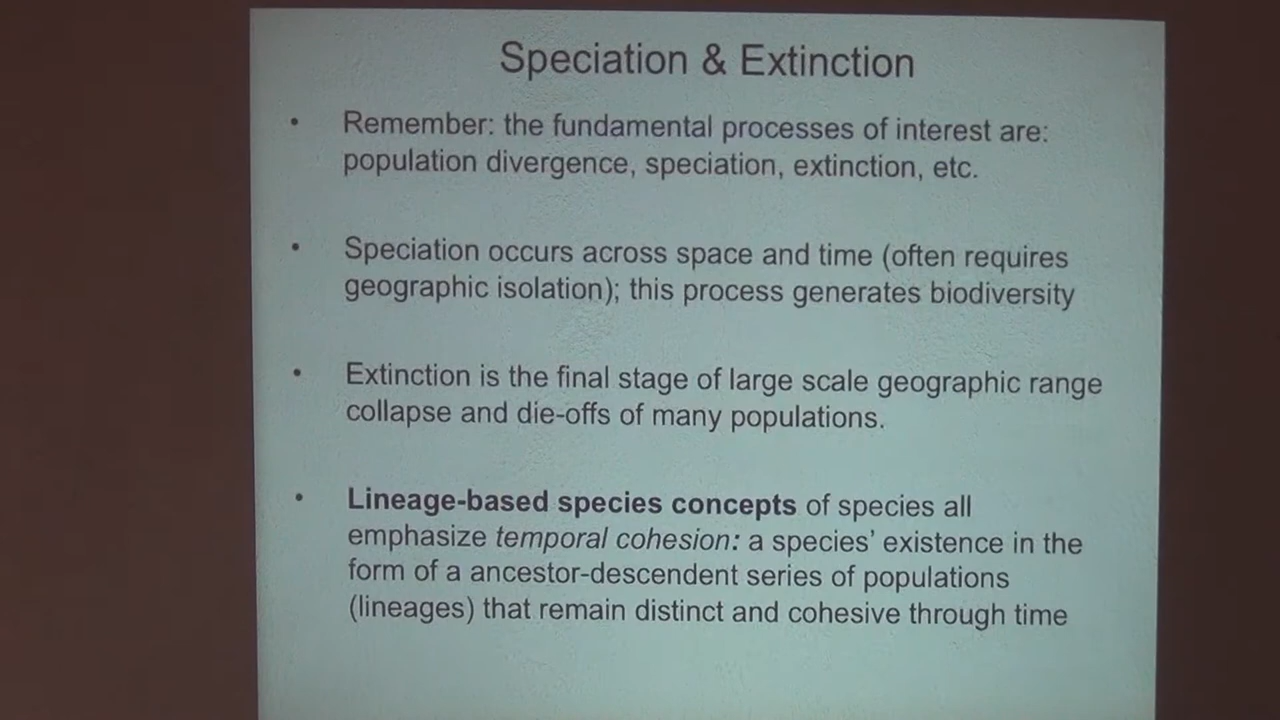 Speciation & Extinction
• Remember: the fundamental processes of interest are:
population divergence, speciation, extinction, etc.
• Speciation occurs across space and time (often requires
geographic isolation); this process generates biodiversity
• Extinction is the final stage of large scale geographic range
collapse and die-offs of many populations.
• Lineage-based species concepts of species all
emphasize temporal cohesion: a species’ existence in the
form of a ancestor-descendent series of populations
(lineages) that remain distinct and cohesive through time